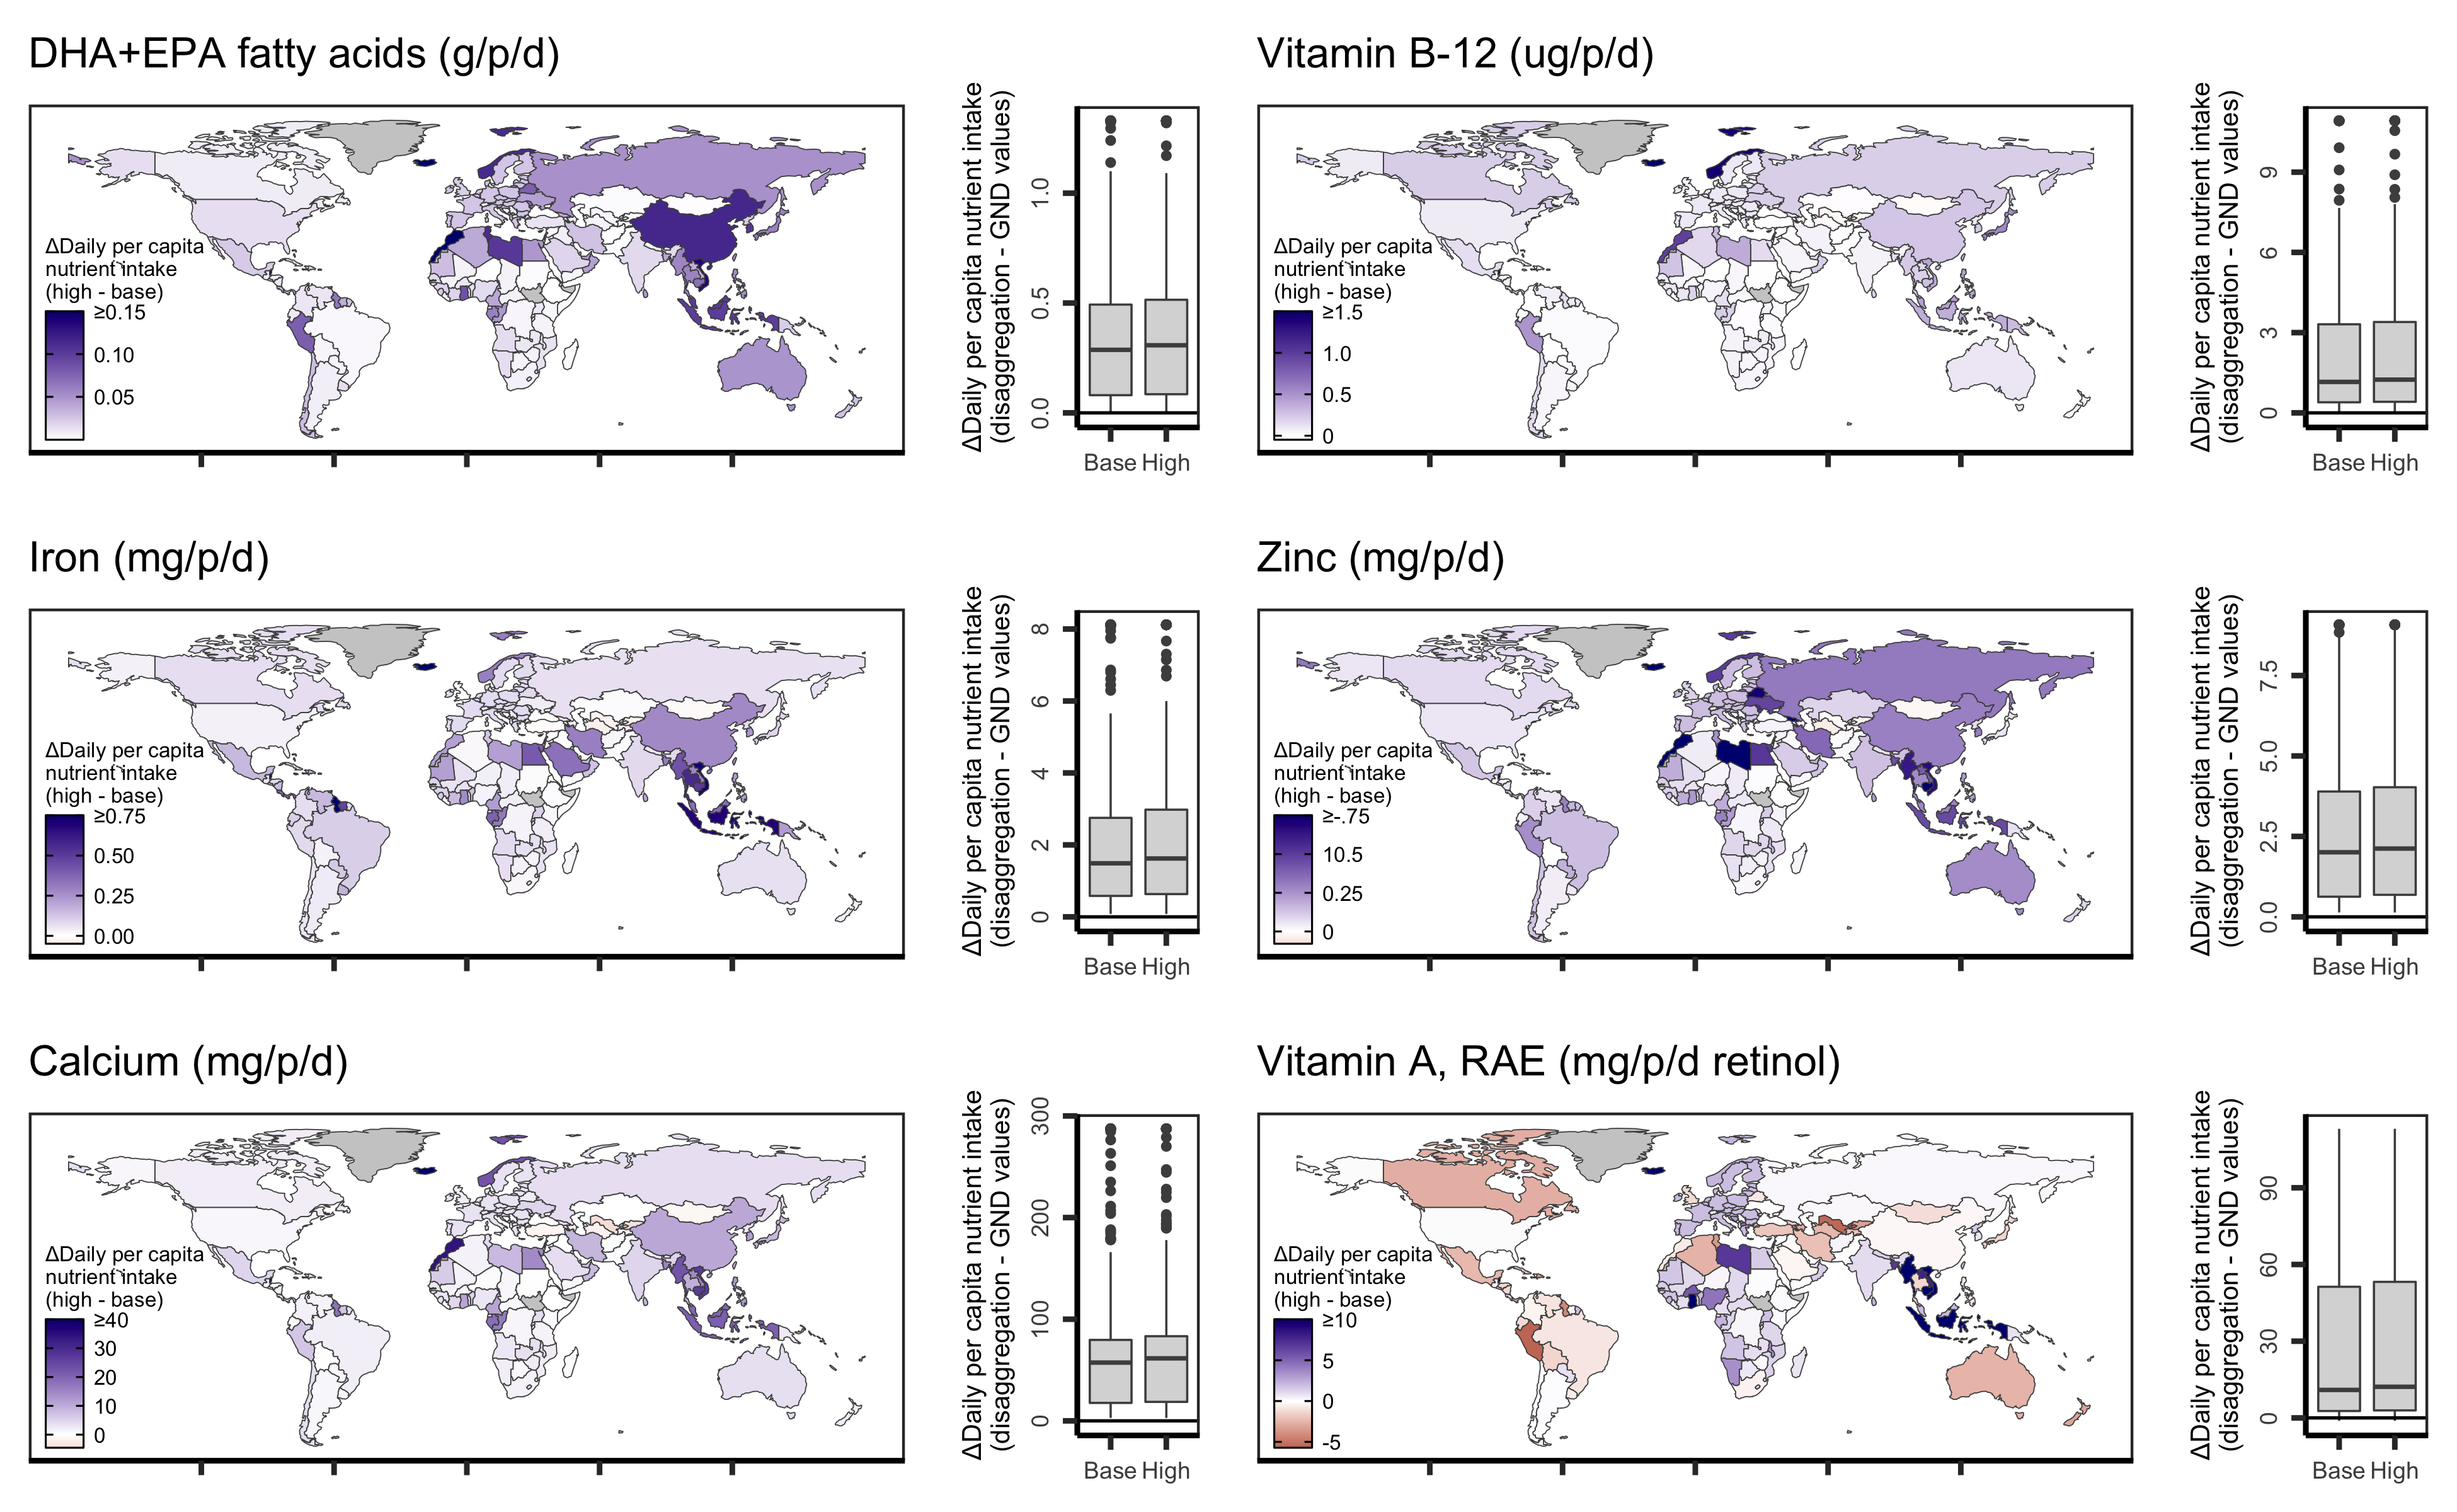 DHA+EPA fatty acids (g/p/d)
ΔDaily per capita
nutrient intake
(high - base)
≥0.15
0.10
0.05
ΔDaily per capita nutrient intake
(disaggregation - GND values)
1.0
0.5
0.0
Base High
Vitamin B-12 (ug/p/d)
ΔDaily per capita
nutrient intake
(high - base)
≥1.5
1.0
0.5
0
ΔDaily per capita nutrient intake
(disaggregation - GND values)
9
6
3
0
Base High
Iron (mg/p/d)
ΔDaily per capita
nutrient intake
(high - base)
≥0.75
0.50
0.25
0.00
ΔDaily per capita nutrient intake
(disaggregation - GND values)
8
6
4
2
0
Base High
Zinc (mg/p/d)
ΔDaily per capita
nutrient intake
(high - base)
≥-.75
10.5
0.25
0
ΔDaily per capita nutrient intake
(disaggregation - GND values)
7.5
5.0
2.5
0.0
Base High
Calcium (mg/p/d)
ΔDaily per capita
nutrient intake
(high - base)
≥40
30
20
10
0
ΔDaily per capita nutrient intake
(disaggregation - GND values)
300
200
100
0
Base High
Vitamin A, RAE (mg/p/d retinol)
ΔDaily per capita
nutrient intake
(high - base)
≥10
5
0
-5
ΔDaily per capita nutrient intake
(disaggregation - GND values)
90
60
30
0
Base High